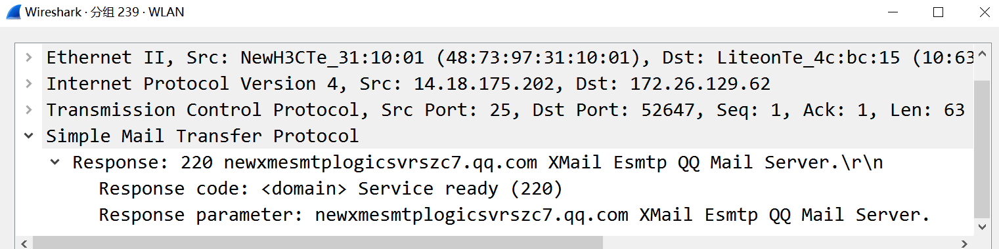 Wireshark · 分组 239 · WLAN
Ethernet II, Src: NewH3CTe_31:10:01 (48:73:97:31:10:01), Dst: LiteonTe_4c:bc:15 (10:63
Internet Protocol Version 4, Src: 14.18.175.202, Dst: 172.26.129.62
Transmission Control Protocol, Src Port: 25, Dst Port: 52647, Seq: 1, Ack: 1, Len: 63
Simple Mail Transfer Protocol
Response: 220 newxmesmtplogicsvrszc7.qq.com XMail Esmtp QQ Mail Server.\r\n
Response code: <domain> Service ready (220)
Response parameter: newxmesmtplogicsvrszc7.qq.com XMail Esmtp QQ Mail Server.